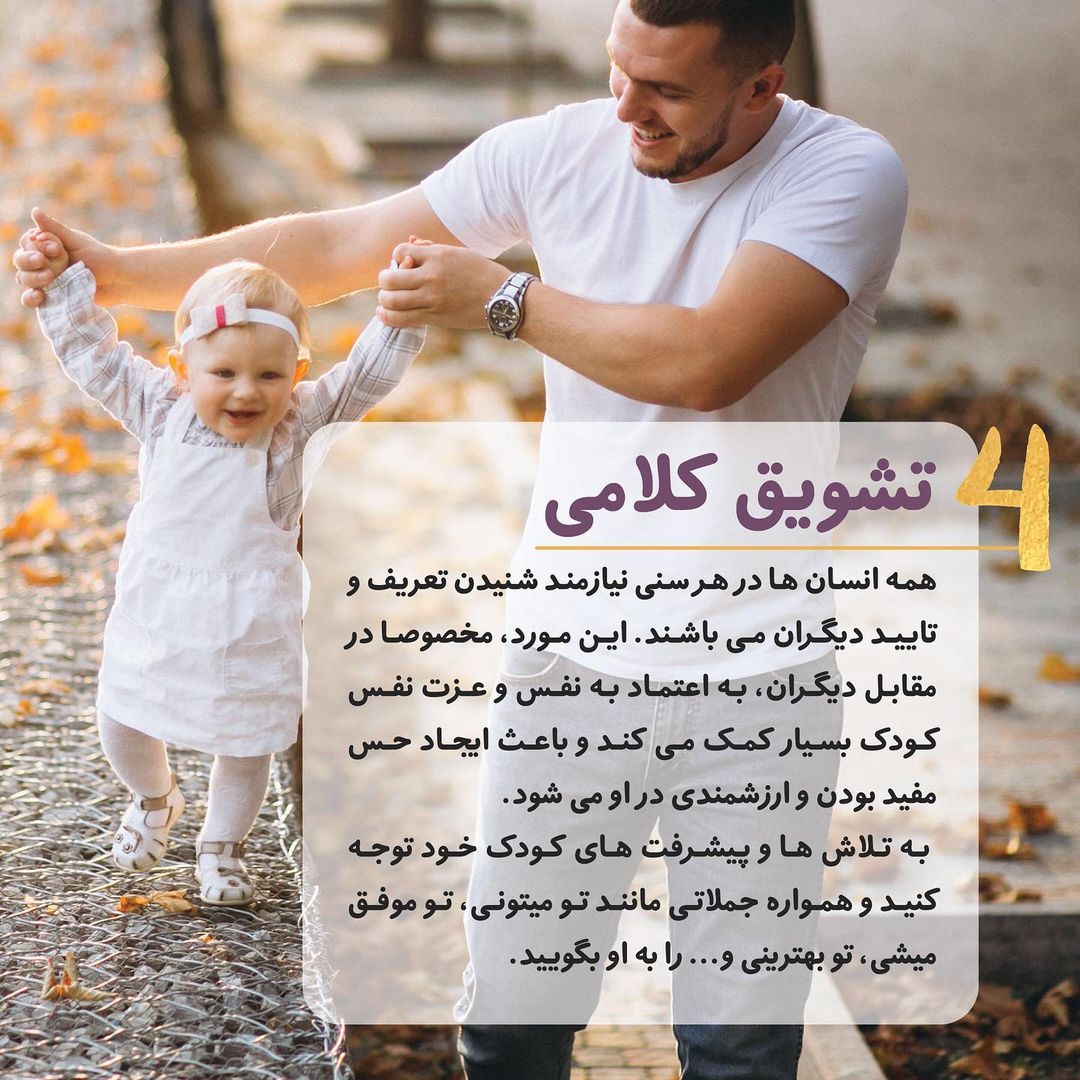 4
تشویق کلامی
همه انسان ها در هر سنی نیازمند شنیدن تعریف و
تایید دیگران می باشند. این مورد، مخصوصا در
مقابل دیگران، به اعتماد به نفس و عزت نفس
کودک بسیار کمک می کند و باعث ایجاد حس
مفید بودن و ارزشمندی در او می شود.
به تلاش ها و پیشرفت های کودک خود توجه
کنید و همواره جملاتی مانند تو میتونی، تو موفق
میشی، تو بهترینی و... را به او بگویید.